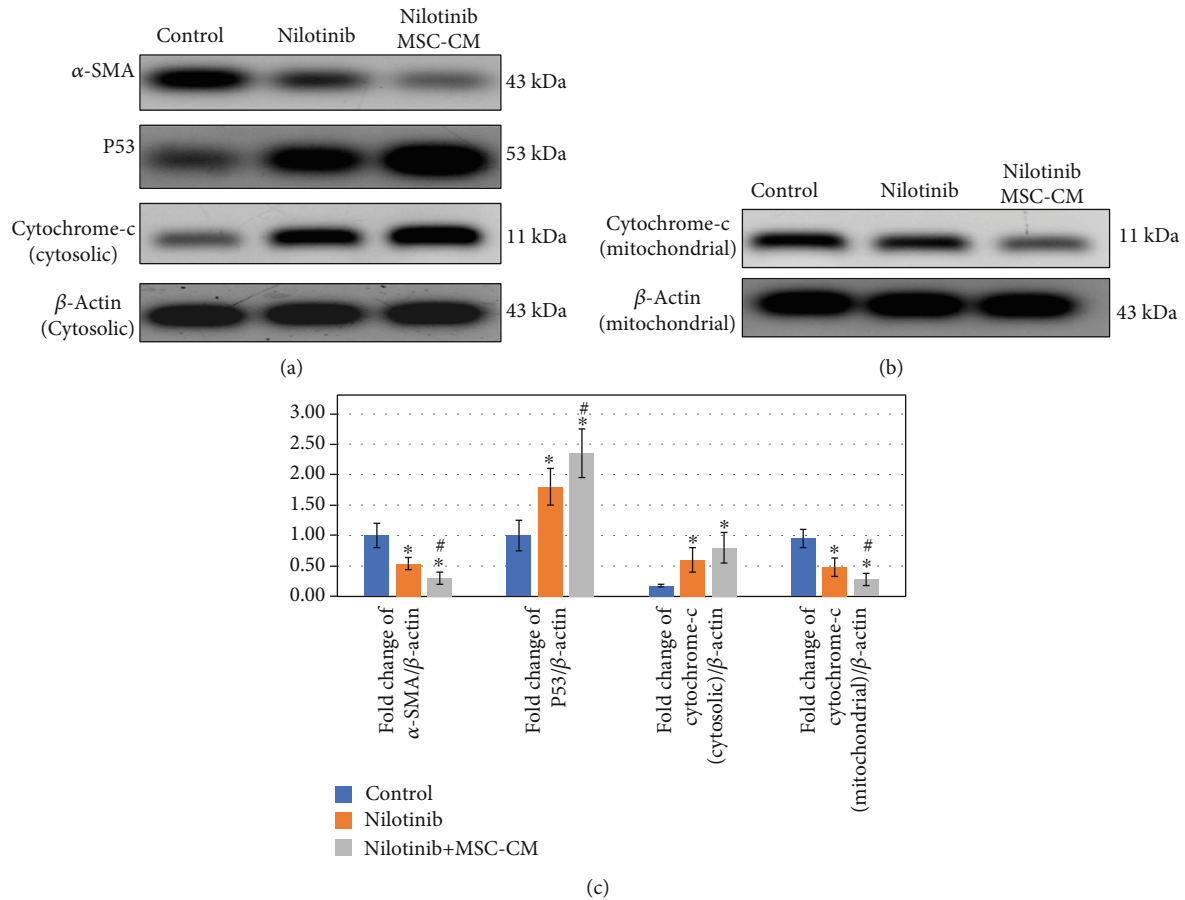 Control Nilotinib Nilotinib
MSC-CM
α-SMA 43 kDa
P53 53 kDa
Cytochrome-c
(cytosolic) 11 kDa
β-Actin
(Cytosolic) 43 kDa
(a)
Control Nilotinib Nilotinib
MSC-CM
Cytochrome-c
(mitochondrial) 11 kDa
β-Actin
(mitochondrial) 43 kDa
(b)
3.00
2.50
2.00
1.50
1.00
0.50
0.00
* # * * # * * * * # *
Fold change of
α-SMA/β-actin
Fold change of
P53/β-actin
Fold change of
cytochrome-c
(cytosolic)/β-actin
Fold change of
cytochrome-c
(mitochondrial)/β-actin
Control
Nilotinib
Nilotinib+MSC-CM
(c)